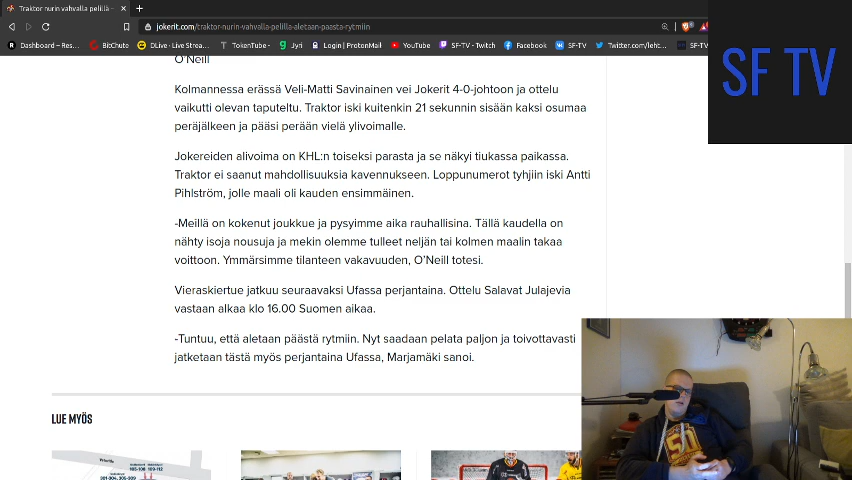 Traktor nurin vahvalla pelillä –
jokerit.com/traktor-nurin-vahvalla-pelilla-aletaan-paasta-rytmiin
Dashboard – Res...
BitChute
DLive - Live Strea...
TokenTube -
Jyri
Login | ProtonMail
YouTube
SF-TV - Twitch
Facebook
SF-TV
Twitter.com/leht...
SF-TV
SF TV
O'Neill
Kolmannessa erässä Veli-Matti Savinainen vei Jokerit 4-0-johtoon ja ottelu
vaikutti olevan taputeltu. Traktor iski kuitenkin 21 sekunnin sisään kaksi osumaa
peräjälkeen ja pääsi perään vielä ylivoimalle.
Jokereiden alivoima on KHL:n toiseksi parasta ja se näkyi tiukassa paikassa.
Traktor ei saanut mahdollisuuksia kavennukseen. Loppunumerot tyhjiin iski Antti
Pihlström, jolle maali oli kauden ensimmäinen.
-Meillä on kokenut joukkue ja pysyimme aika rauhallisina. Tällä kaudella on
nähty isoja nousuja ja mekin olemme tulleet neljän tai kolmen maalin takaa
voittoon. Ymmärsimme tilanteen vakavuuden, O'Neill totesi.
Vieraskiertue jatkuu seuraavaksi Ufassa perjantaina. Ottelu Salavat Julajevia
vastaan alkaa klo 16.00 Suomen aikaa.
-Tuntuu, että aletaan päästä rytmiin. Nyt saadaan pelata paljon ja toivottavasti
jatketaan tästä myös perjantaina Ufassa, Marjamäki sanoi.
LUE MYÖS